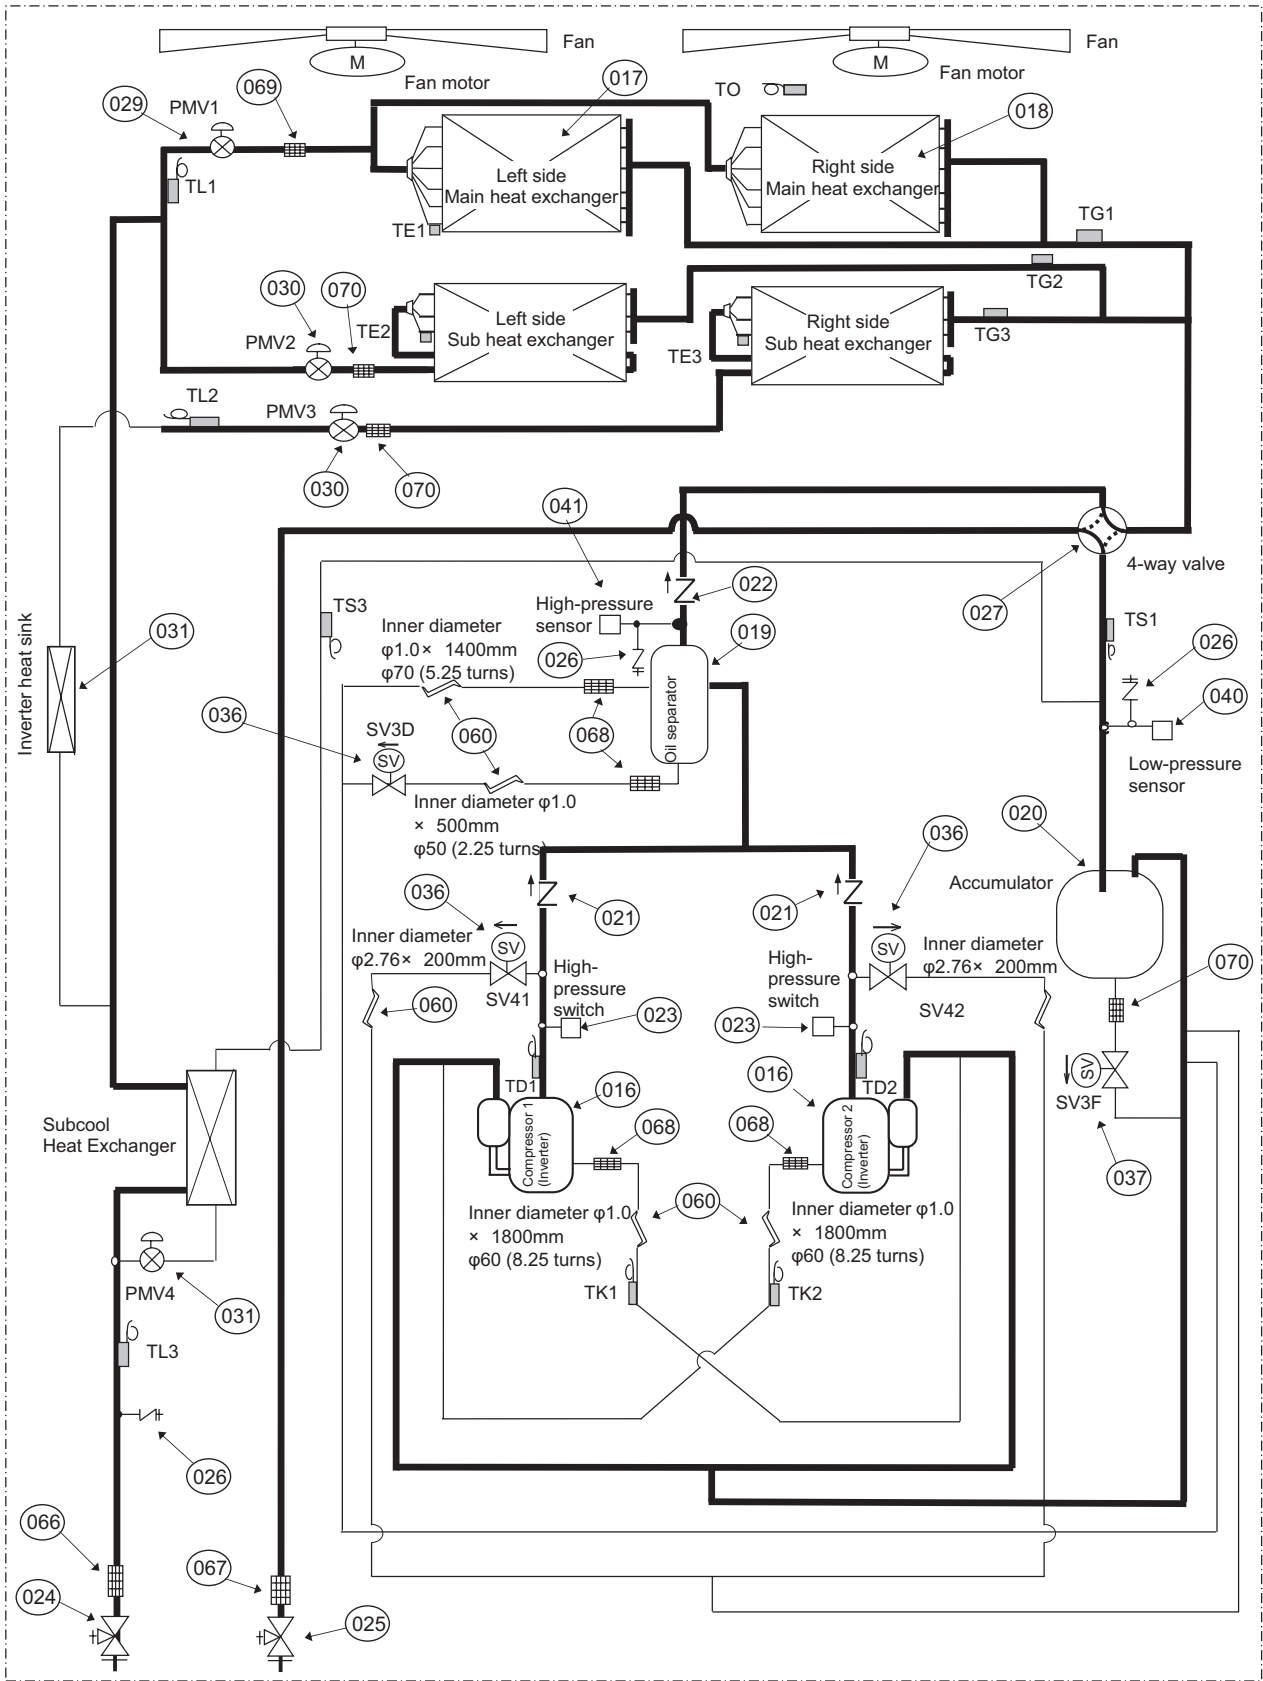 Fan
Fan
M
M
Fan motor
Fan motor
017
TO
029
PMV1
069
018
Left side
Main heat exchanger
Right side
Main heat exchanger
TL1
TE1
TG1
TG2
030
070
TE2
Left side
Sub heat exchanger
Right side
Sub heat exchanger
TG3
PMV2
TE3
TL2
PMV3
030
070
041
4-way valve
022
027
High-pressure
sensor
TS3
019
TS1
Inner diameter
φ1.0× 1400mm
φ70 (5.25 turns)
026
026
031
Inverter heat sink
Oil separator
040
036
SV3D
060
068
SV
Low-pressure
sensor
Inner diameter φ1.0
× 500mm
φ50 (2.25 turns)
020
036
Accumulator
036
021
021
SV
SV
Inner diameter
φ2.76× 200mm
High-
pressure
switch
High-
pressure
switch
Inner diameter
φ2.76× 200mm
070
060
SV41
023
023
SV42
TD1
016
016
TD2
SV
SV3F
Subcool
Heat Exchanger
Compressor 1
(Inverter)
068
068
Compressor 2
(Inverter)
037
060
Inner diameter φ1.0
× 1800mm
φ60 (8.25 turns)
Inner diameter φ1.0
× 1800mm
φ60 (8.25 turns)
PMV4
031
TK1
TK2
TL3
026
066
067
024
025